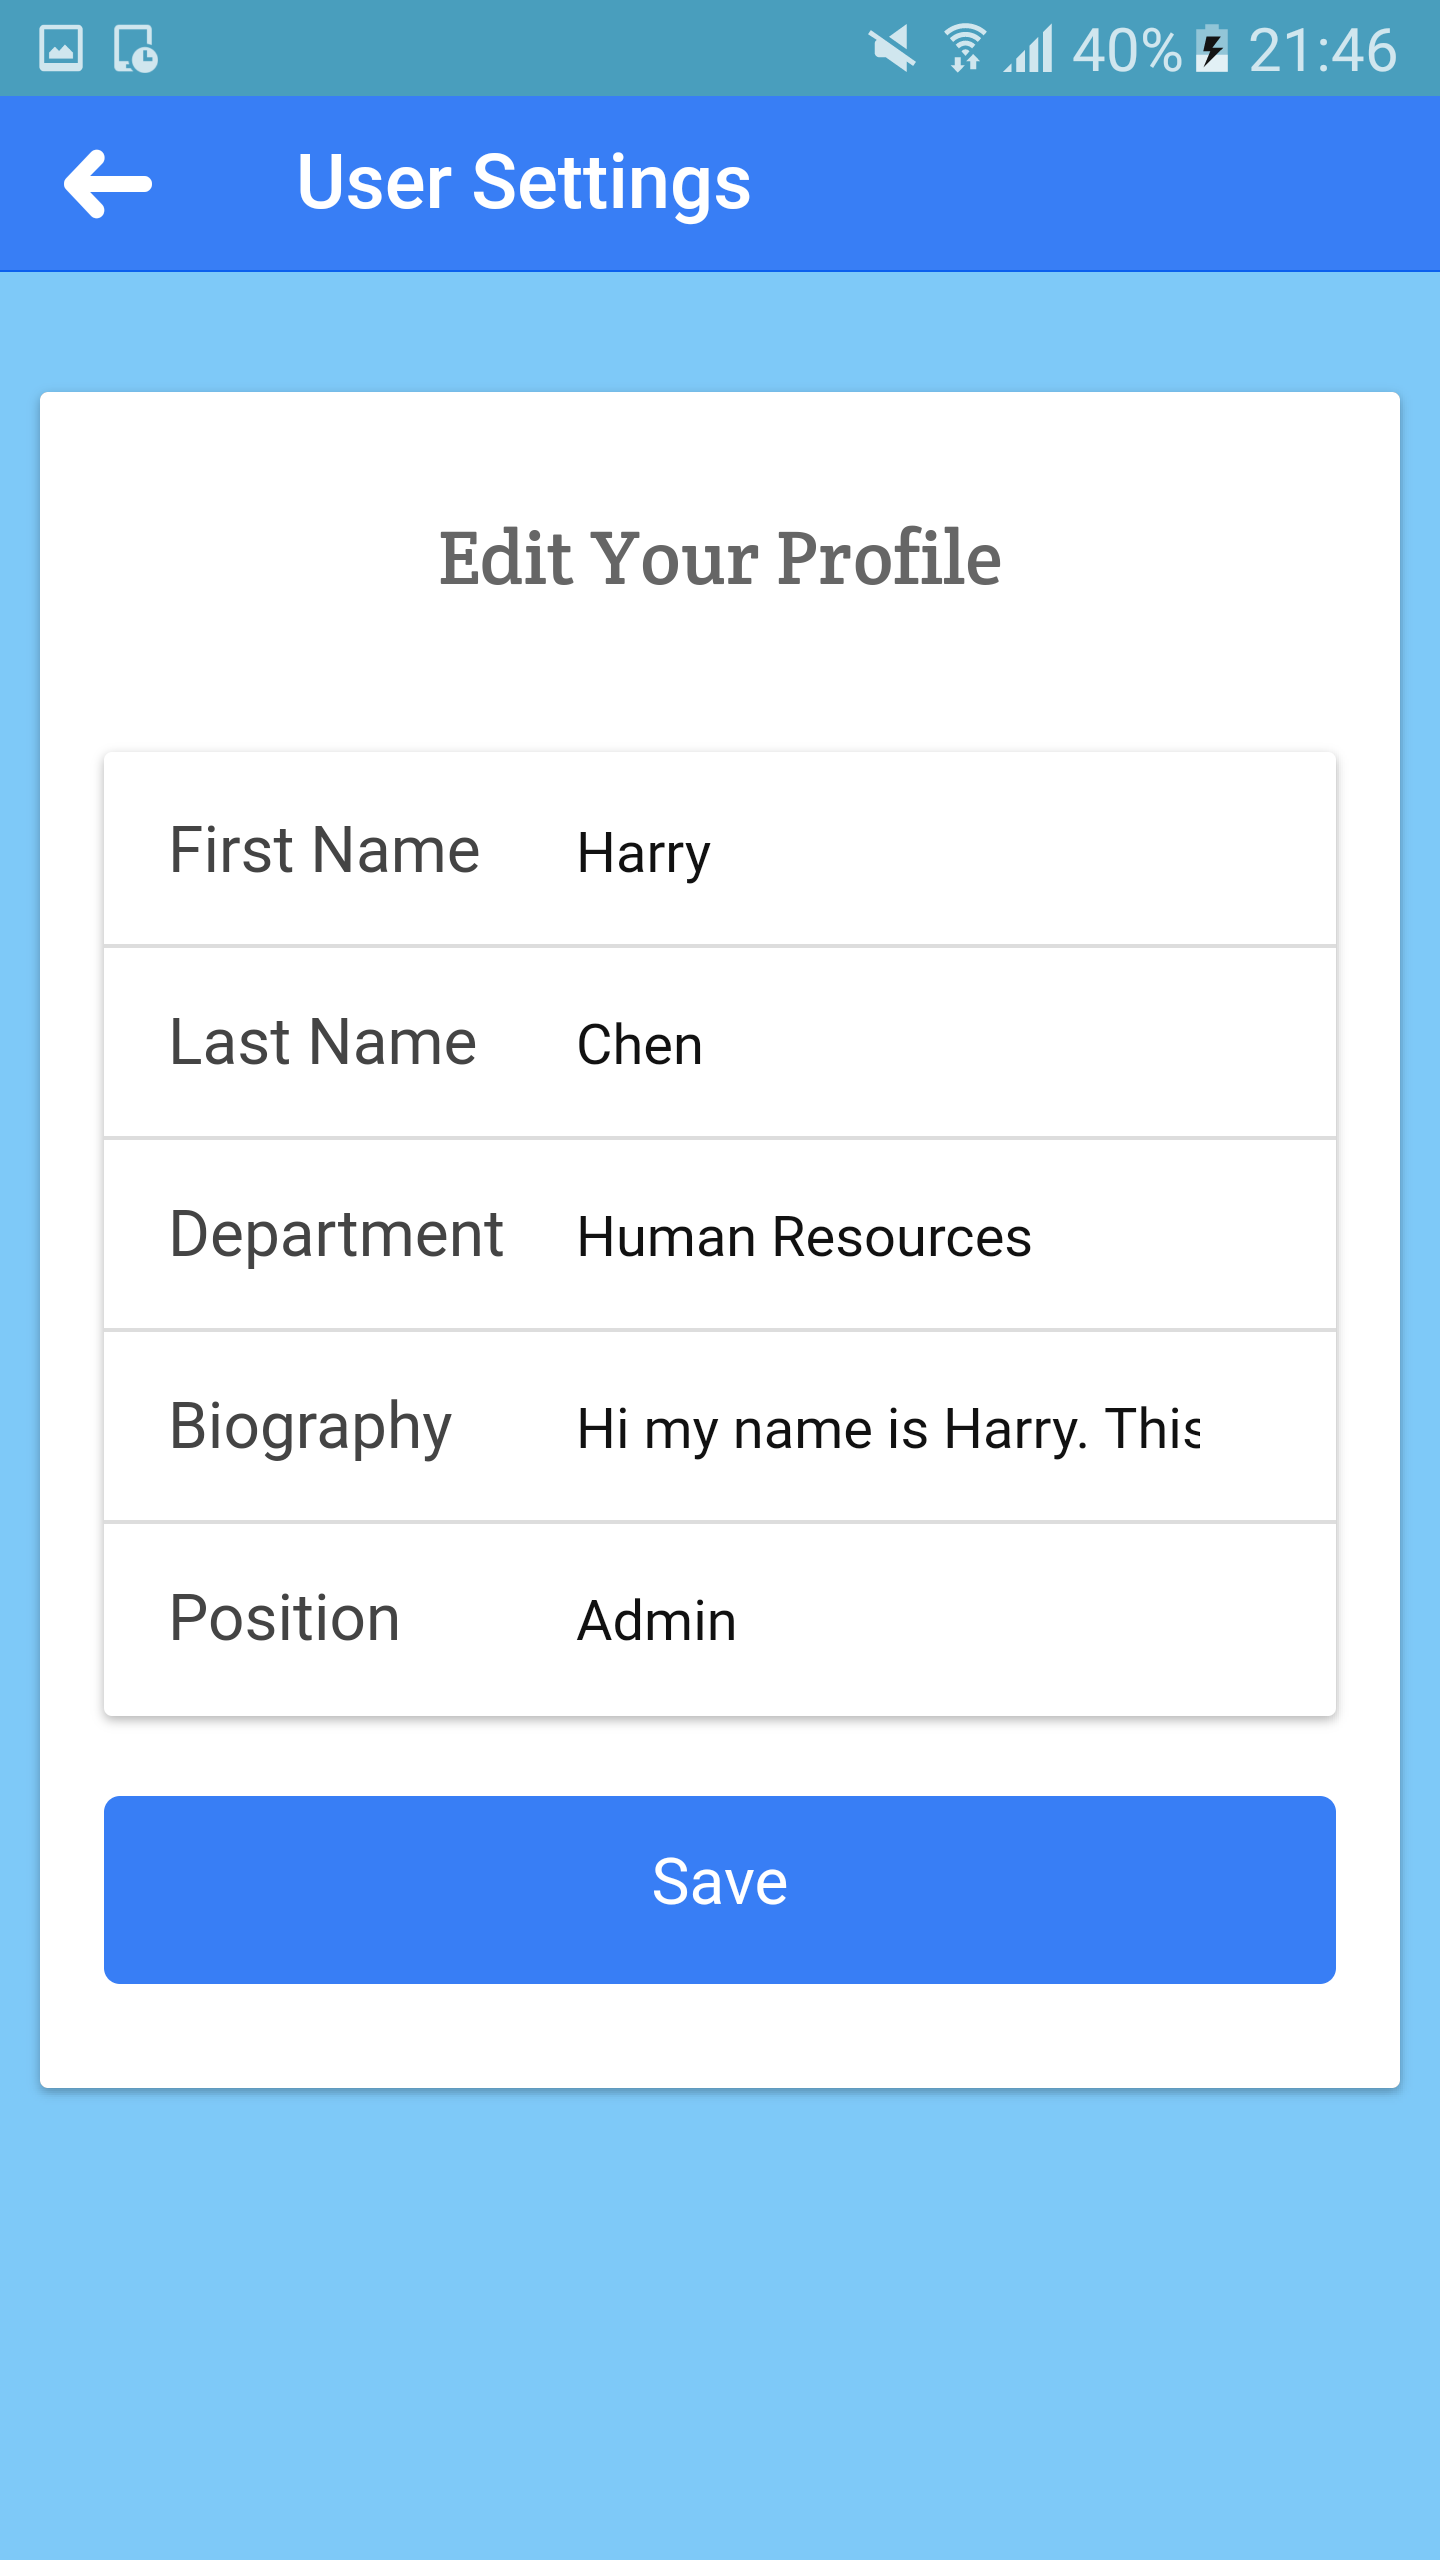 40% 21:46
User Settings
Edit Your Profile
First Name Harry
Last Name Chen
Department Human Resources
Biography Hi my name is Harry. This
Position Admin
Save